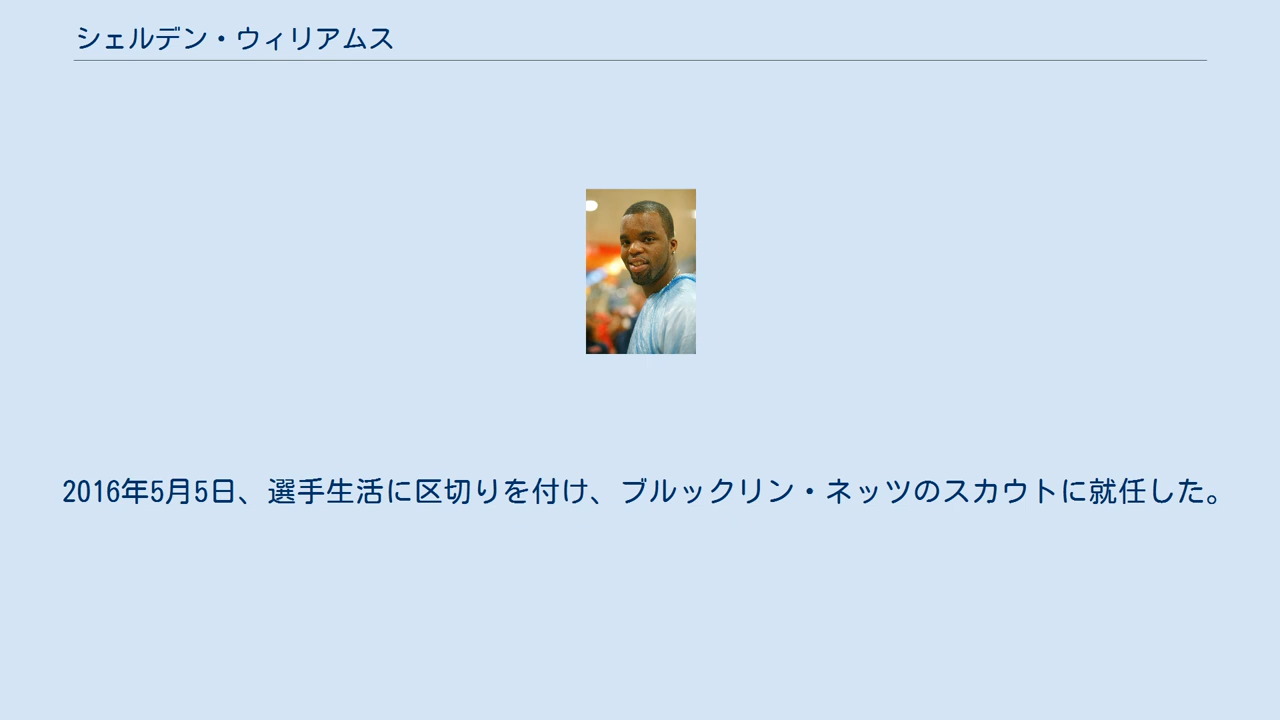 シェルデン・ウィリアムス
2016年5月5日、選手生活に区切りを付け、ブルックリン・ネッツのスカウトに就任した。